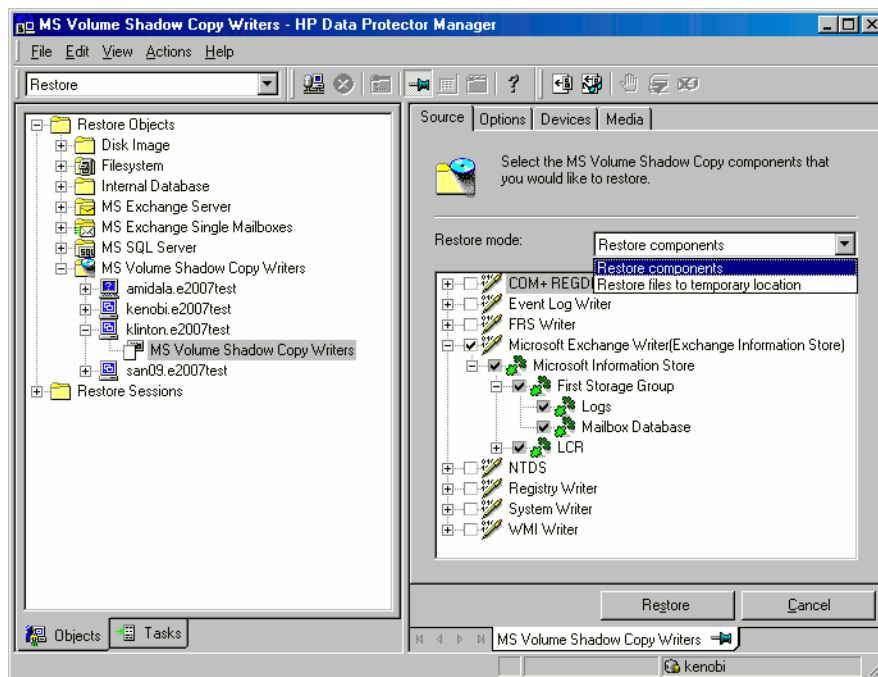 MS Volume Shadow Copy Writers - HP Data Protector Manager
File Edit View Actions Help
Restore
Restore Objects
Disk Image
Filesystem
Internal Database
MS Exchange Server
MS Exchange Single Mailboxes
SQL MS SQL Server
MS Volume Shadow Copy Writers
amidala.e2007test
kenobi.e2007test
klinton.e2007test
MS Volume Shadow Copy Writers
san09.e2007test
Restore Sessions
Objects Tasks
Source Options Devices Media
Select the MS Volume Shadow Copy components that
you would like to restore.
Restore mode: Restore components
Restore components
Restore files to temporary location
COM+ REGD
Event Log Writer
FRS Writer
Microsoft Exchange Writer(Exchange Information Store)
Microsoft Information Store
First Storage Group
Logs
Mailbox Database
LCR
NTDS
Registry Writer
System Writer
WMI Writer
Restore Cancel
MS Volume Shadow Copy Writers
kenobi